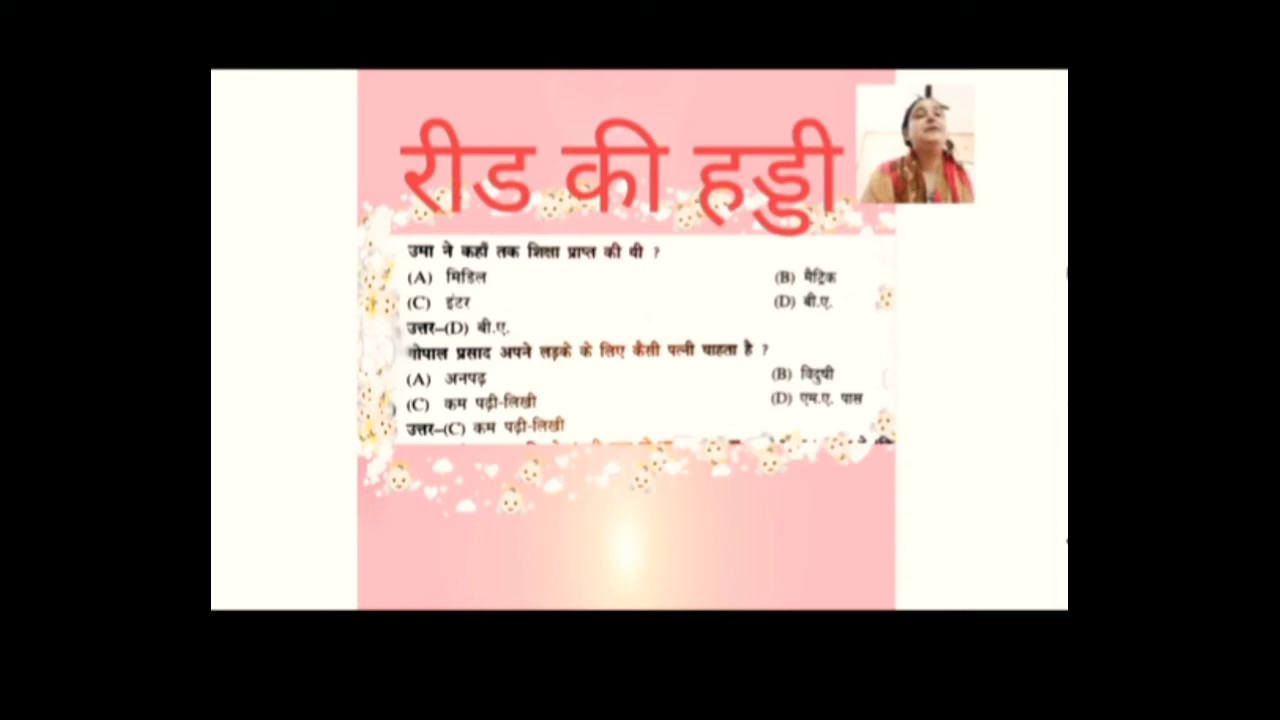 रीड की हड्डी
उमा ने कहाँ तक शिक्षा प्राप्त की थी ?
(A) मिडिल (B) मैट्रिक
(C) इंटर (D) बी.ए.
उत्तर–(D) बी.ए.
गोपाल प्रसाद अपने लड़के के लिए कैसी पत्नी चाहता है ?
(A) अनपढ़ (B) विदुषी
(C) कम पढ़ी-लिखी (D) एम.ए. पास
उत्तर–(C) कम पढ़ी-लिखी